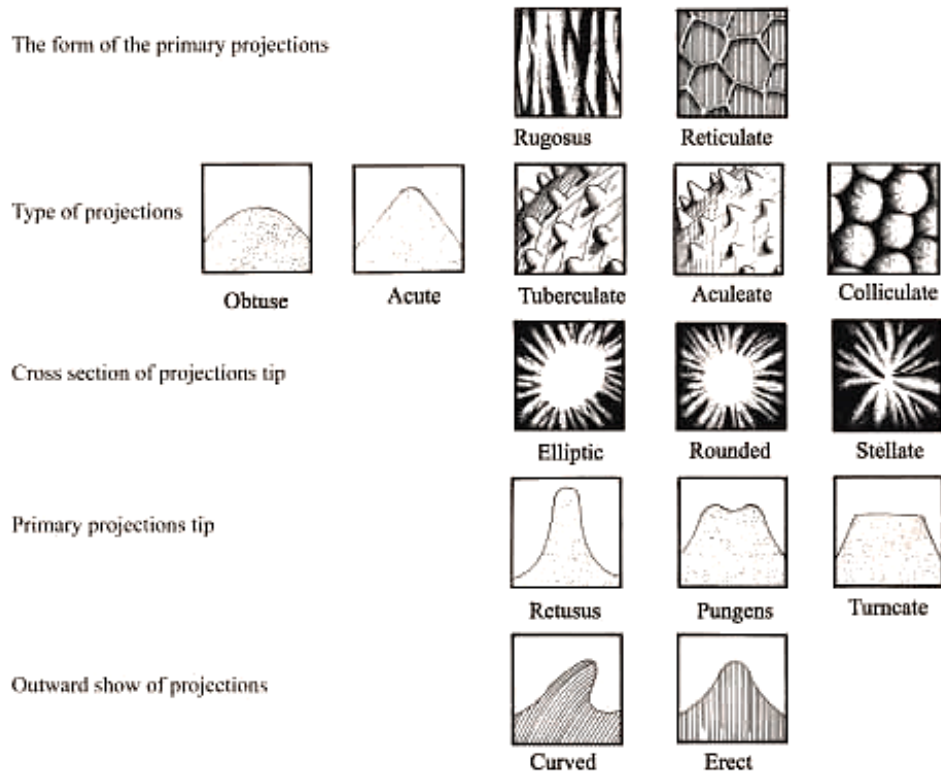 The form of the primary projections
Rugosus Reticulate
Type of projections
Obtuse Acute Tuberculate Aculeate Colliculate
Cross section of projections tip
Elliptic Rounded Stellate
Primary projections tip
Retusus Pungens Turncate
Outward show of projections
Curved Erect